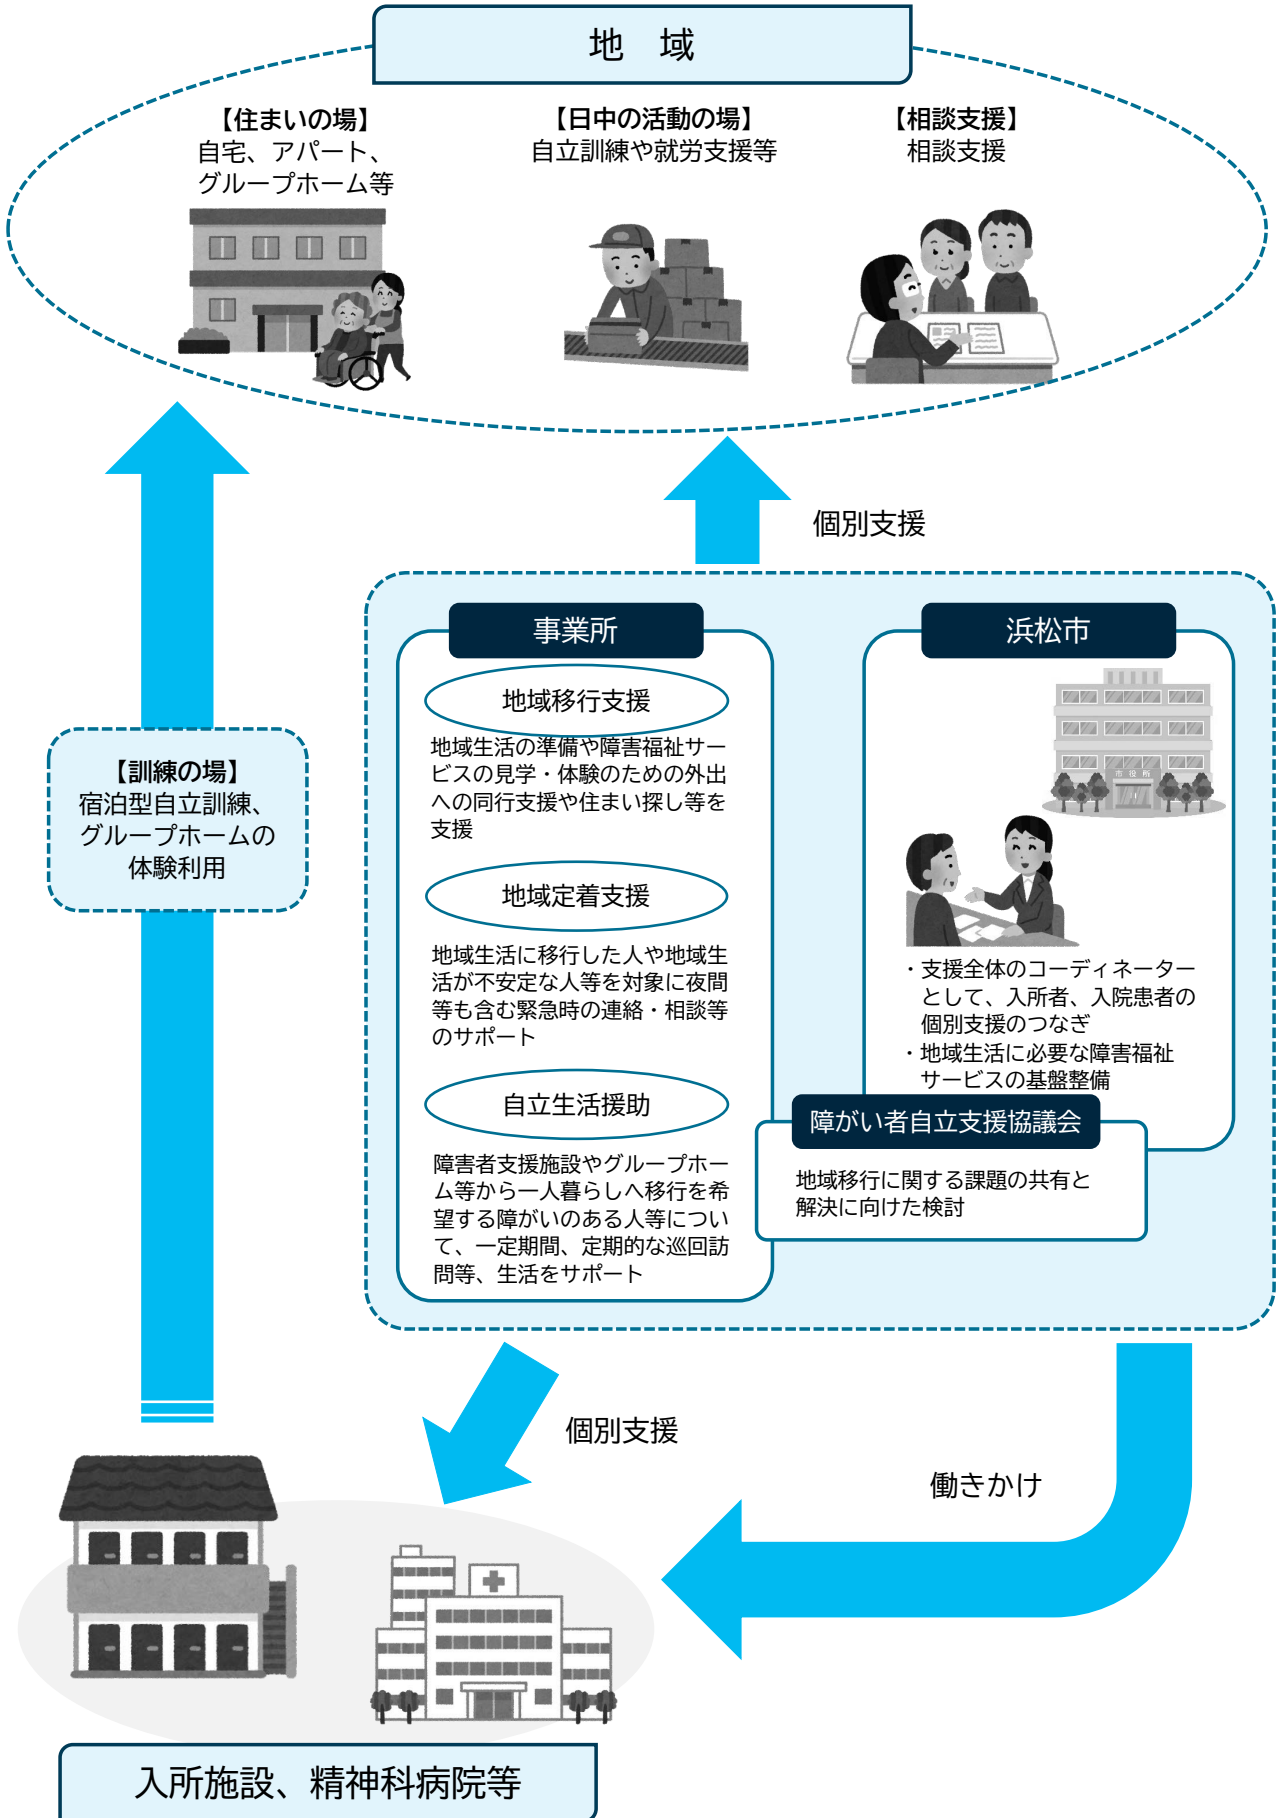 地　域
【住まいの場】
自宅、アパート、
グループホーム等
【日中の活動の場】
自立訓練や就労支援等
【相談支援】
相談支援
個別支援
【訓練の場】
宿泊型自立訓練、
グループホームの
体験利用
事業所
地域移行支援
地域生活の準備や障害福祉サー
ビスの見学・体験のための外出
への同行支援や住まい探し等を
支援
地域定着支援
地域生活に移行した人や地域生
活が不安定な人等を対象に夜間
等も含む緊急時の連絡・相談等
のサポート
自立生活援助
障害者支援施設やグループホー
ム等から一人暮らしへ移行を希
望する障がいのある人等につい
て、一定期間、定期的な巡回訪
問等、生活をサポート
浜松市
市役所
・支援全体のコーディネーター
として、入所者、入院患者の
個別支援のつなぎ
・地域生活に必要な障害福祉
サービスの基盤整備
障がい者自立支援協議会
地域移行に関する課題の共有と
解決に向けた検討
個別支援
働きかけ
入所施設、精神科病院等